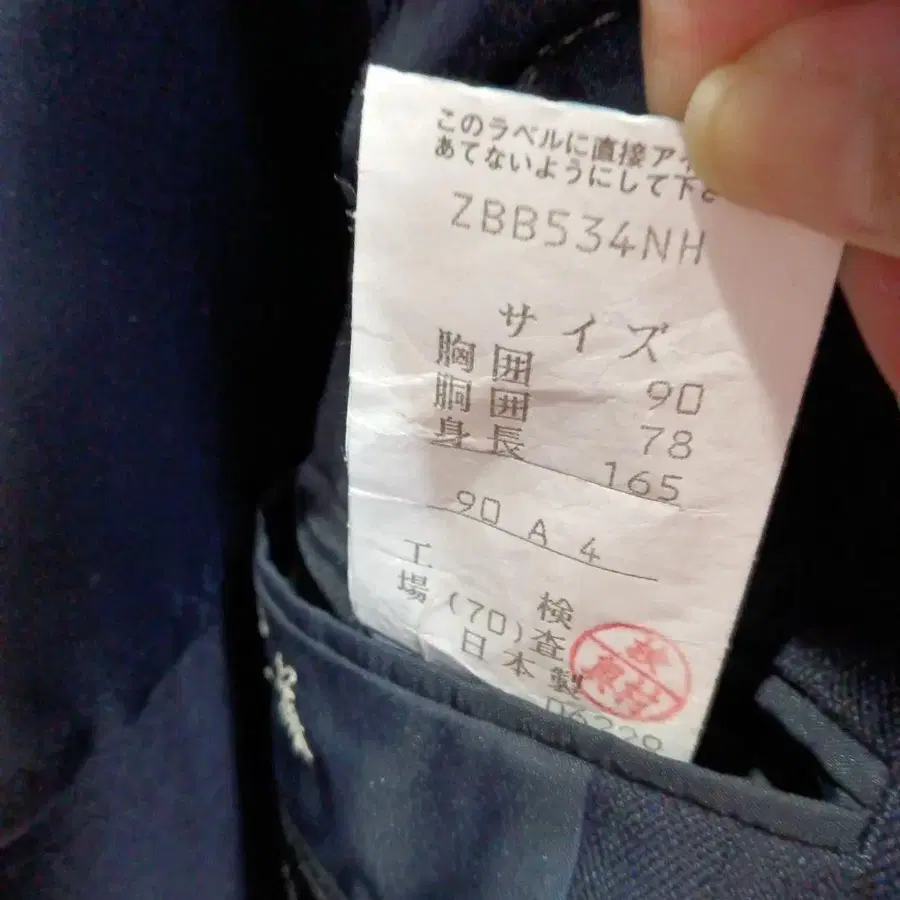 このラベルに直接アイ
あてないようにして下さ
ZBB534NH
サイズ
胸囲 90
胴囲 78
身長 165
90 A 4
工場 (70) 検査
日本製